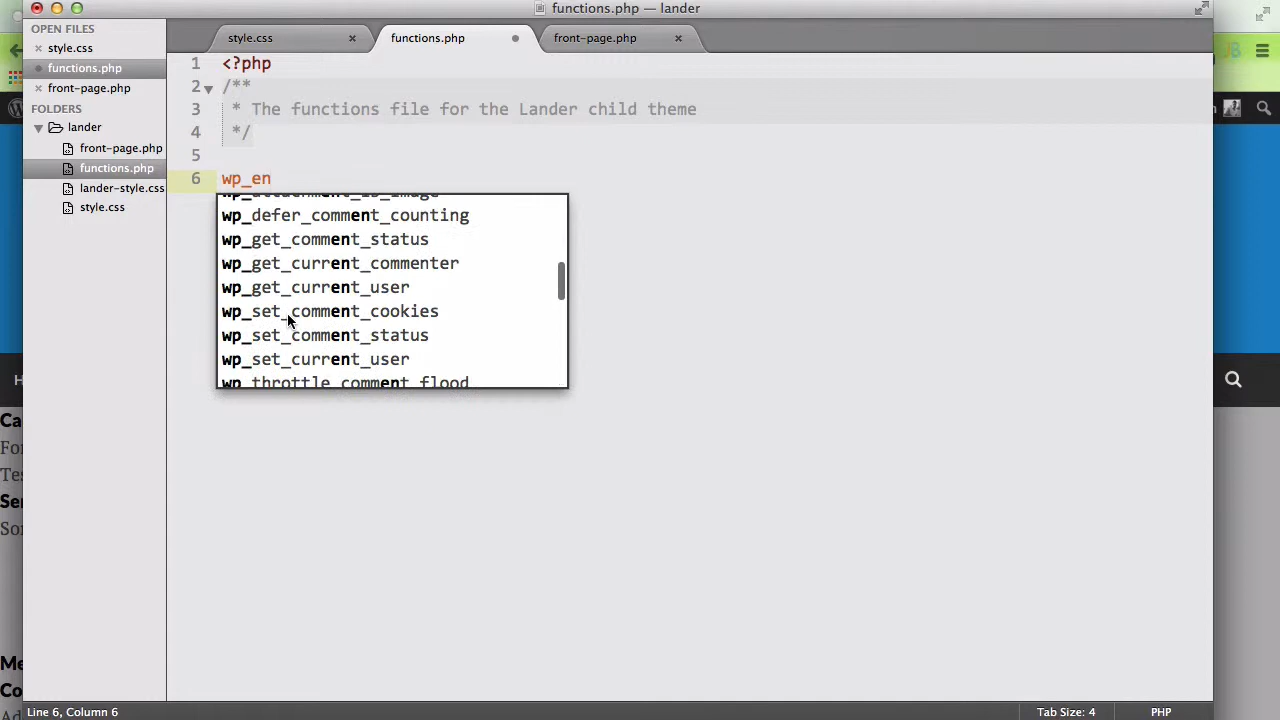 functions.php — lander
OPEN FILES
style.css
functions.php
front-page.php
FOLDERS
lander
front-page.php
functions.php
lander-style.css
style.css
style.css
functions.php
front-page.php
1 <?php
2 /**
3  * The functions file for the Lander child theme
4  */
5
6 wp_en
wp_attachment_is_image
wp_defer_comment_counting
wp_get_comment_status
wp_get_current_commenter
wp_get_current_user
wp_set_comment_cookies
wp_set_comment_status
wp_set_current_user
wp_throttle_comment_flood
Line 6, Column 6
Tab Size: 4
PHP